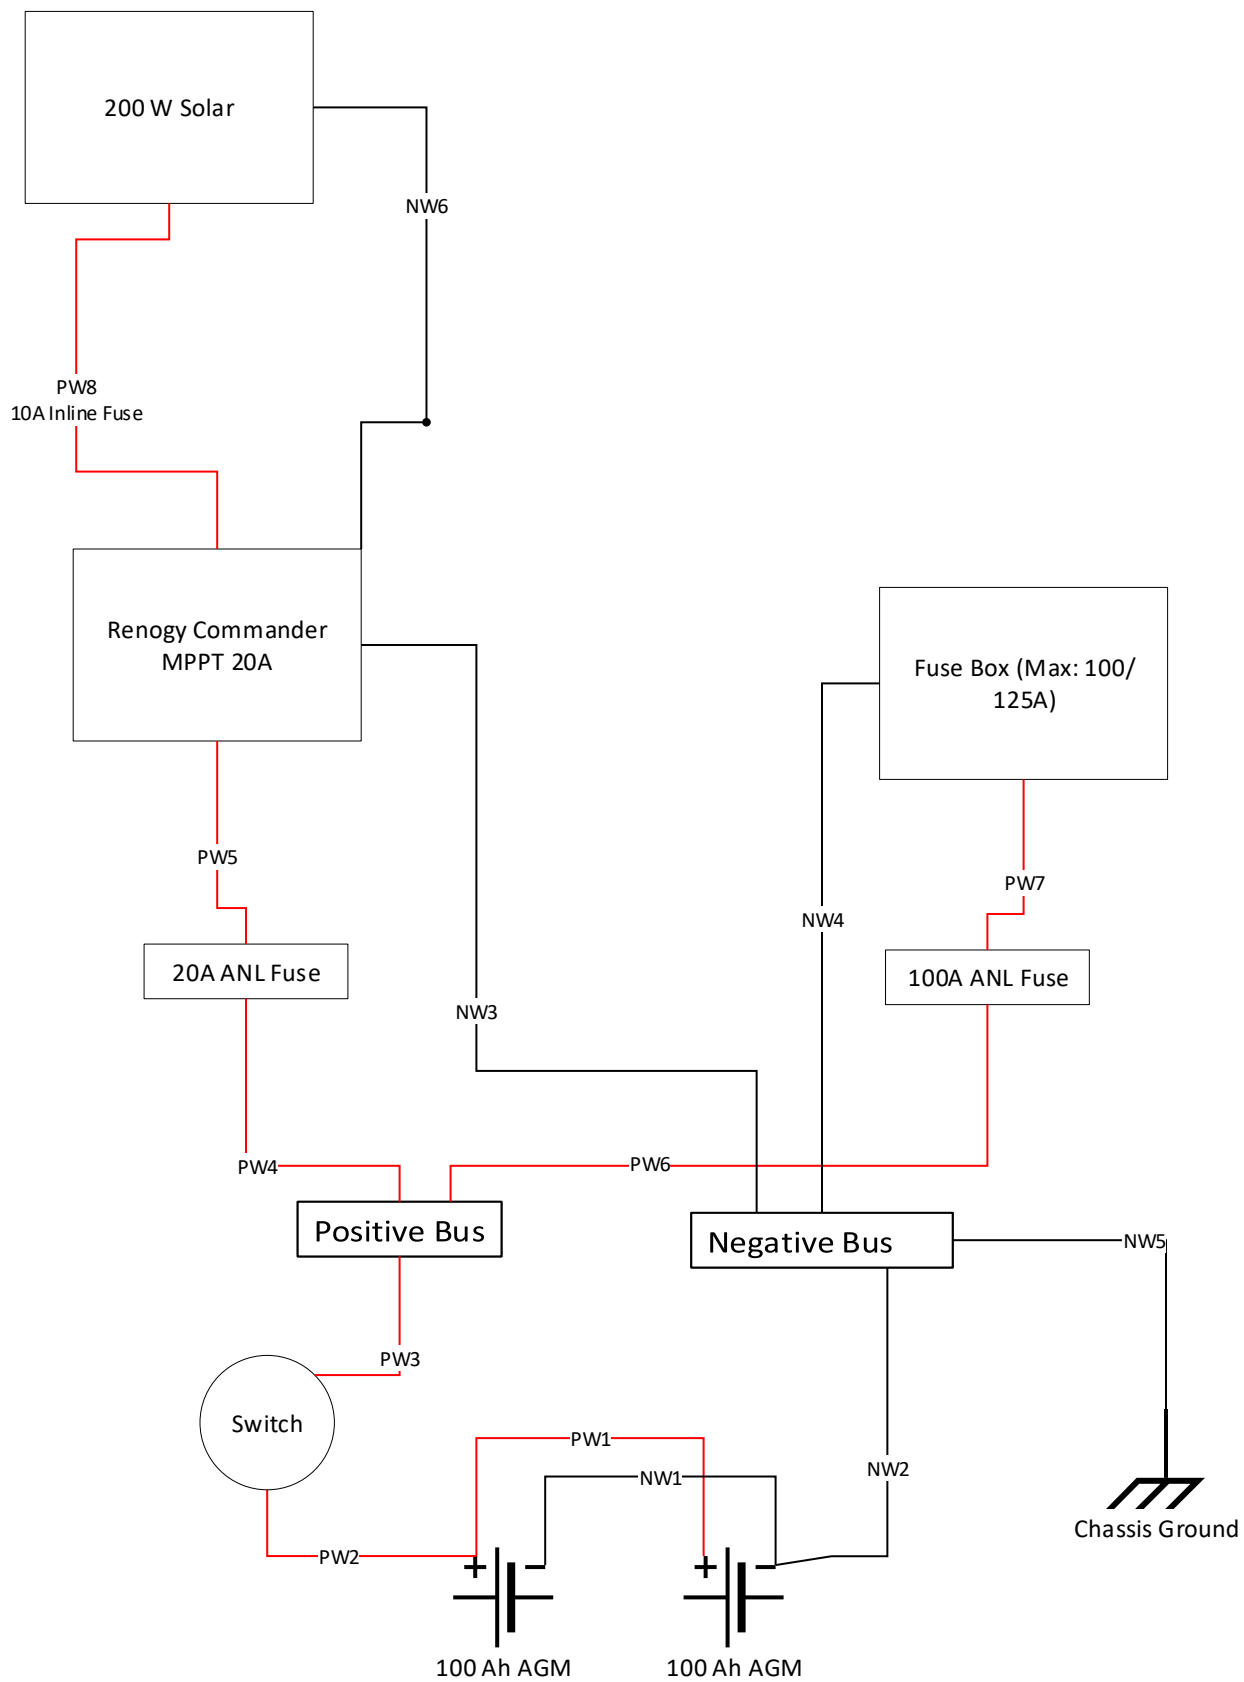 200 W Solar
NW6
PW8
10A Inline Fuse
Renogy Commander
MPPT 20A
Fuse Box (Max: 100/
125A)
PW5
PW7
NW4
20A ANL Fuse
100A ANL Fuse
NW3
PW4
PW6
Positive Bus
Negative Bus
NW5
PW3
Switch
PW1
NW1
NW2
Chassis Ground
PW2
+
-
+
-
100 Ah AGM
100 Ah AGM